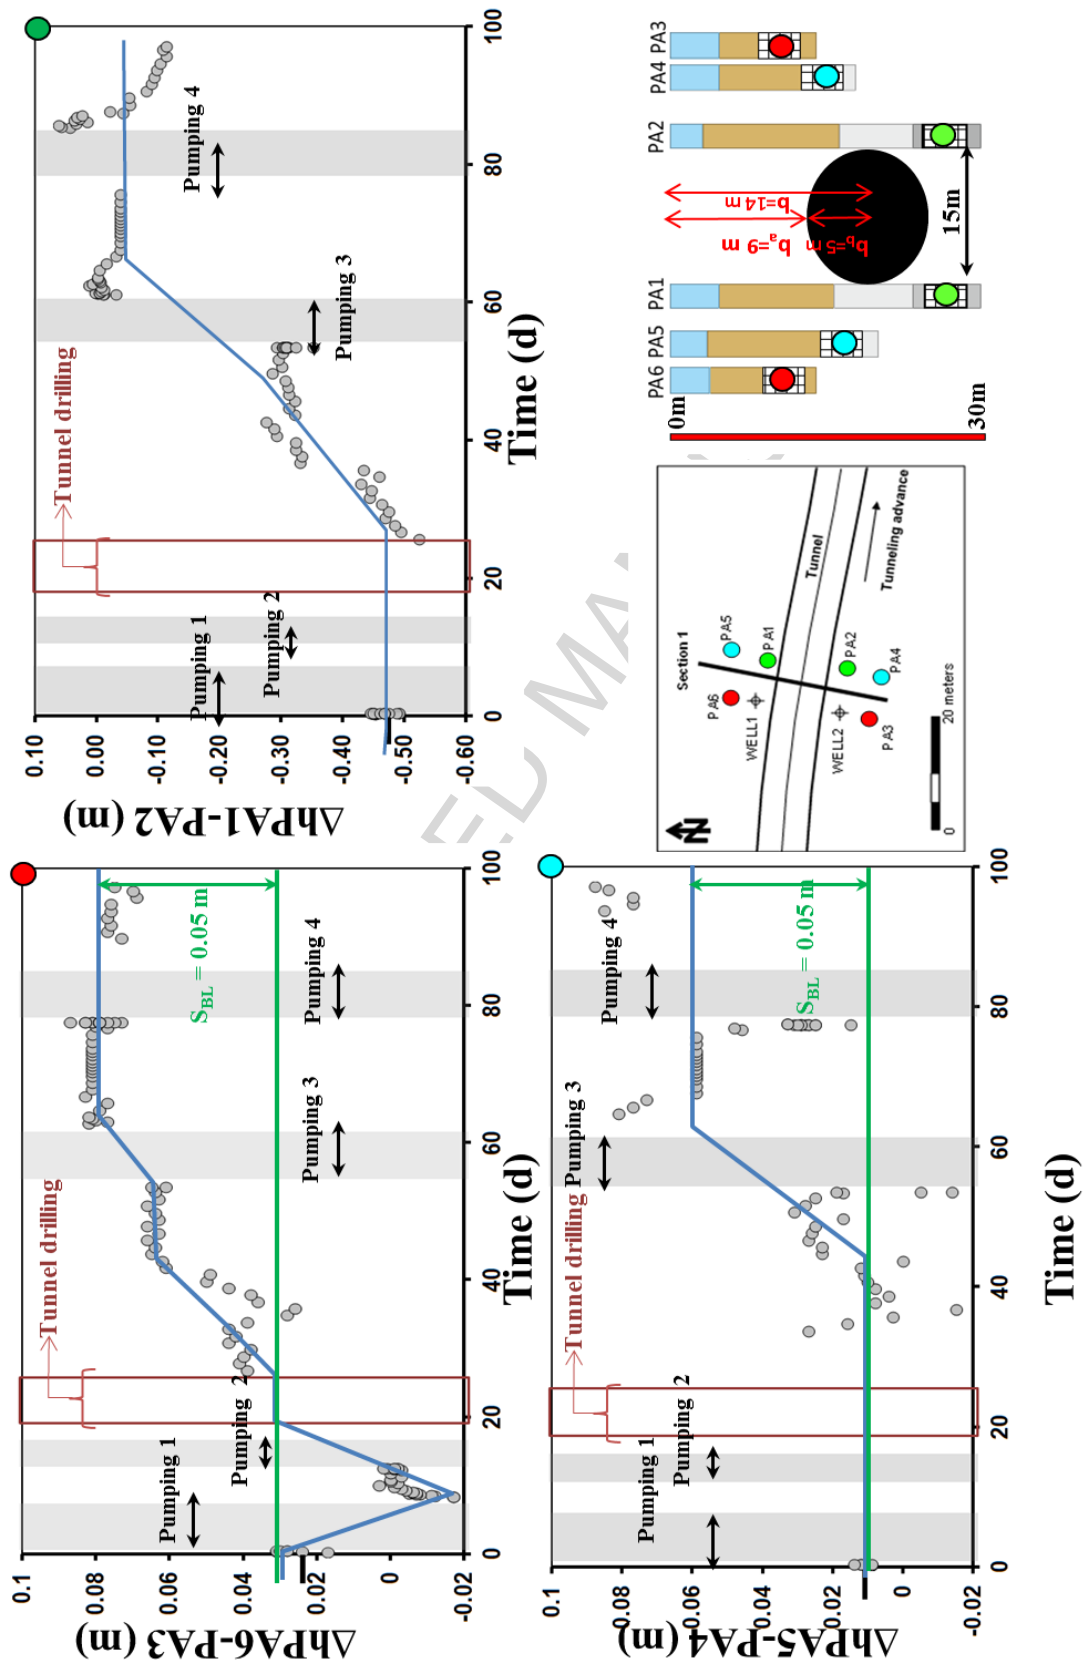 ΔhPA6-PA3 (m)
0.1
0.08
0.06
0.04
0.02
0
-0.02
0
20
40
60
80
100
Time (d)
Pumping 1
Pumping 2
Tunnel drilling
Pumping 3
Pumping 4
S_BL = 0.05 m
ΔhPA1-PA2 (m)
0.10
0.00
-0.10
-0.20
-0.30
-0.40
-0.50
-0.60
0
20
40
60
80
100
Time (d)
Pumping 1
Pumping 2
Tunnel drilling
Pumping 3
Pumping 4
ΔhPA5-PA4 (m)
0.1
0.08
0.06
0.04
0.02
0
-0.02
0
20
40
60
80
100
Time (d)
Pumping 1
Pumping 2
Tunnel drilling
Pumping 3
Pumping 4
S_BL = 0.05 m
N
Section 1
PA6
PA5
WELL1
PA1
WELL2
PA2
PA3
PA4
Tunnel
Tunneling advance
0
20 meters
PA6 PA5 PA1 PA2 PA4 PA3
0m
30m
b=14 m
b_a=9 m
b_b=5 m
15m
ED MA